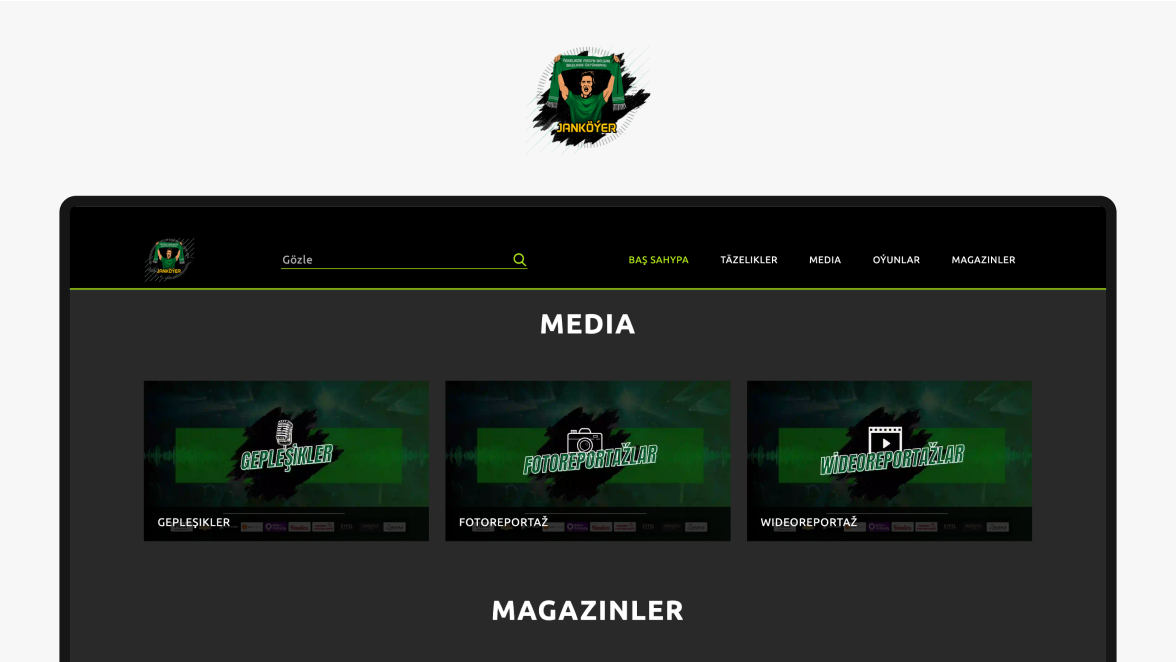 JANKÖÝER
JANKÖÝER
Gözle
BAŞ SAHYPA
TÄZELIKLER
MEDIA
OÝUNLAR
MAGAZINLER
MEDIA
GEPLEŞIKLER
FOTOREPORTAŽLAR
WIDEOREPORTAŽLAR
GEPLEŞIKLER
FOTOREPORTAŽ
WIDEOREPORTAŽ
MAGAZINLER